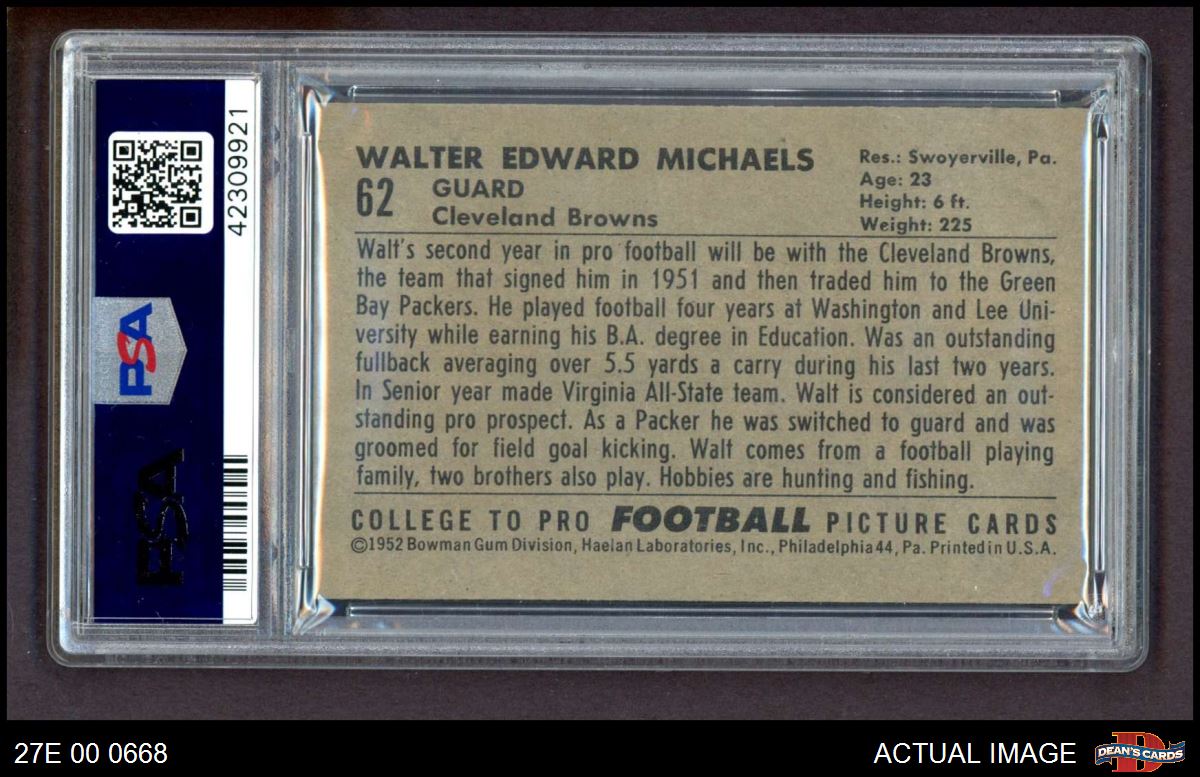 42309921
PSA
PSA
WALTER EDWARD MICHAELS
62
GUARD
Cleveland Browns
Res.: Swoyerville, Pa.
Age: 23
Height: 6 ft.
Weight: 225
Walt's second year in pro football will be with the Cleveland Browns,
the team that signed him in 1951 and then traded him to the Green
Bay Packers. He played football four years at Washington and Lee Uni-
versity while earning his B.A. degree in Education. Was an outstanding
fullback averaging over 5.5 yards a carry during his last two years.
In Senior year made Virginia All-State team. Walt is considered an out-
standing pro prospect. As a Packer he was switched to guard and was
groomed for field goal kicking. Walt comes from a football playing
family, two brothers also play. Hobbies are hunting and fishing.
COLLEGE TO PRO FOOTBALL PICTURE CARDS
©1952 Bowman Gum Division, Haelan Laboratories, Inc., Philadelphia 44, Pa. Printed in U.S.A.
27E 00 0668
ACTUAL IMAGE
DEAN'S CARDS